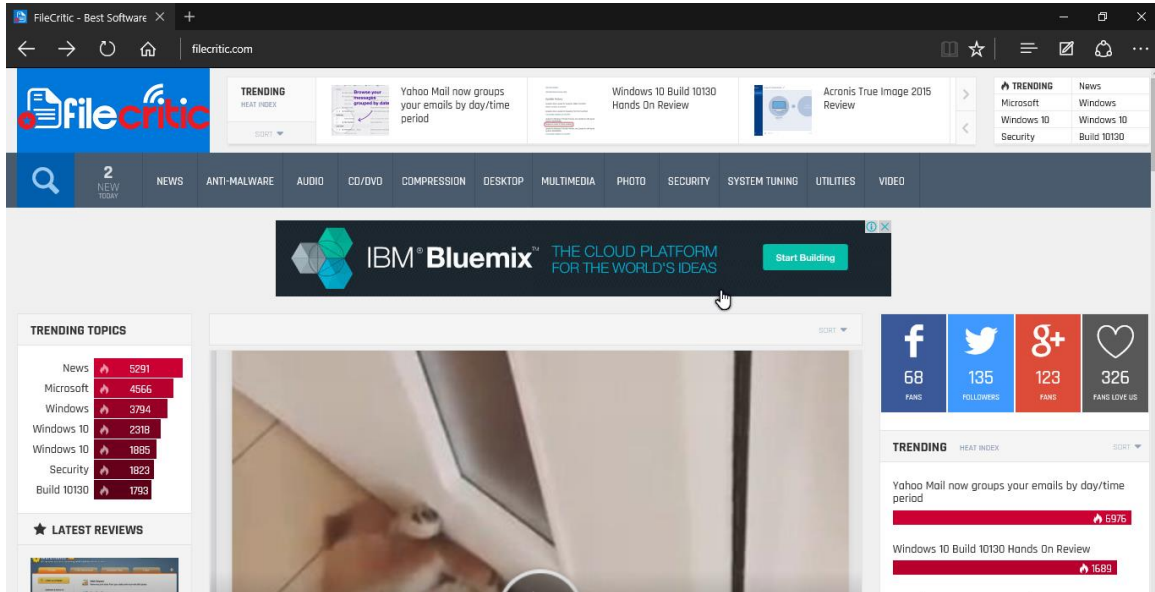 FileCritic - Best Software
filecritic.com
filecritic
TRENDING
HEAT INDEX
SORT
Yahoo Mail now groups
your emails by day/time
period
Windows 10 Build 10130
Hands On Review
Acronis True Image 2015
Review
TRENDING News
Microsoft Windows
Windows 10 Windows 10
Security Build 10130
2
NEW
TODAY
NEWS ANTI-MALWARE AUDIO CD/DVD COMPRESSION DESKTOP MULTIMEDIA PHOTO SECURITY SYSTEM TUNING UTILITIES VIDEO
IBM® Bluemix™ THE CLOUD PLATFORM
FOR THE WORLD'S IDEAS
Start Building
TRENDING TOPICS
News 5291
Microsoft 4566
Windows 3794
Windows 10 2318
Windows 10 1885
Security 1823
Build 10130 1793
LATEST REVIEWS
SORT
f
68
FANS
135
FOLLOWERS
g+
123
FANS
326
FANS LOVE US
TRENDING HEAT INDEX SORT
Yahoo Mail now groups your emails by day/time
period
6976
Windows 10 Build 10130 Hands On Review
1689